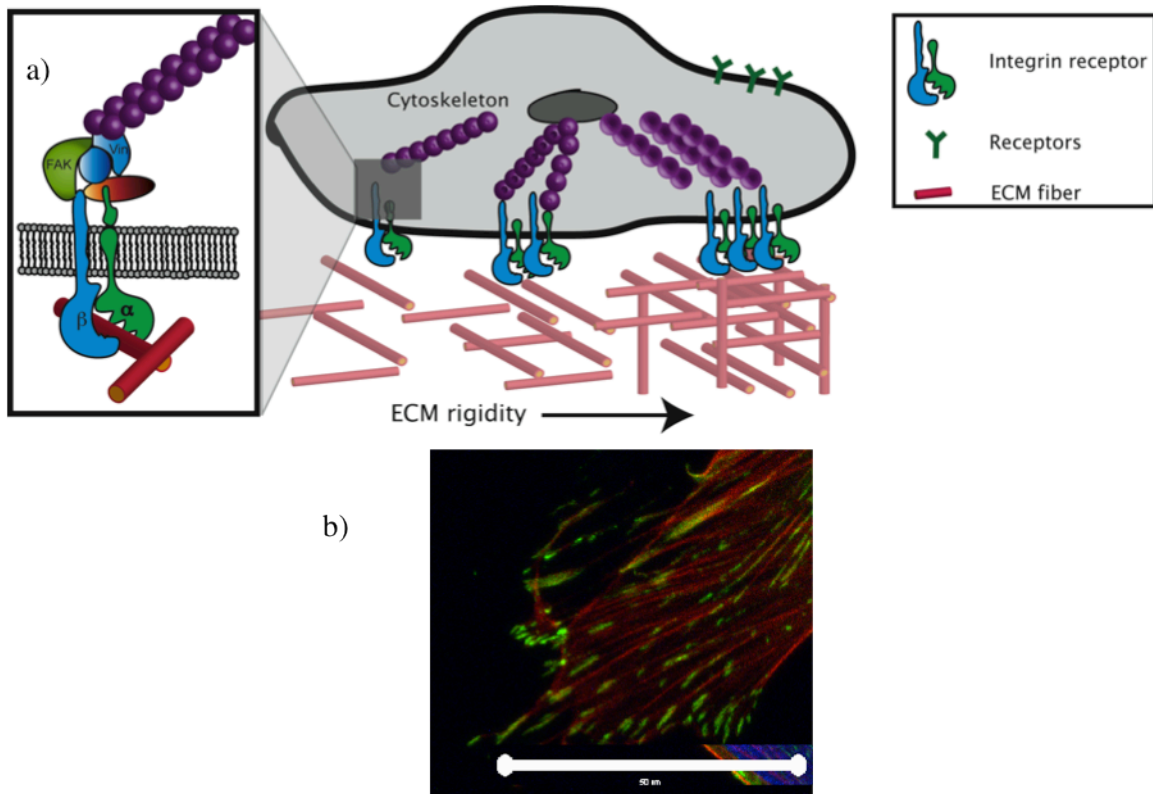 a)
FAK
Vin
β
α
Cytoskeleton
ECM rigidity
Integrin receptor
Receptors
ECM fiber
b)